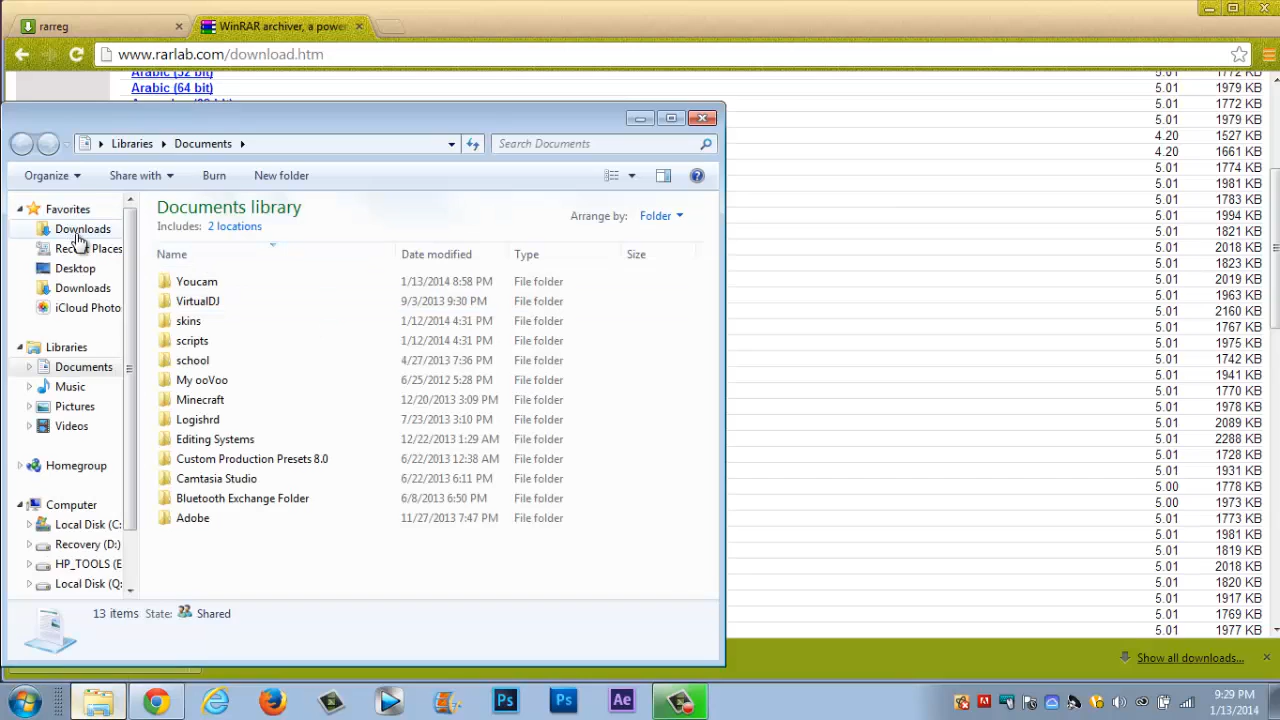 rarreg
WinRAR archiver, a powe
www.rarlab.com/download.htm
Arabic (32 bit) 5.01 1772 KB
Arabic (64 bit) 5.01 1979 KB
5.01 1772 KB
5.01 1979 KB
4.20 1527 KB
4.20 1661 KB
5.01 1774 KB
5.01 1981 KB
5.01 1783 KB
5.01 1994 KB
5.01 1821 KB
5.01 2018 KB
5.01 1823 KB
5.01 2019 KB
5.01 1963 KB
5.01 2160 KB
5.01 1767 KB
5.01 1975 KB
5.01 1742 KB
5.01 1941 KB
5.01 1770 KB
5.01 1978 KB
5.01 2089 KB
5.01 2288 KB
5.01 1728 KB
5.01 1931 KB
5.00 1778 KB
5.00 1973 KB
5.01 1773 KB
5.01 1981 KB
5.01 1819 KB
5.01 2018 KB
5.01 1820 KB
5.01 1917 KB
5.01 1769 KB
5.01 1977 KB
Libraries Documents
Search Documents
Organize Share with Burn New folder
Favorites
Downloads
Places
Desktop
Downloads
iCloud Photo
Libraries
Documents
Music
Pictures
Videos
Homegroup
Computer
Local Disk (C:
Recovery (D:)
HP_TOOLS (E
Local Disk (Q:
Documents library
Includes: 2 locations
Arrange by: Folder
Name Date modified Type Size
Youcam 1/13/2014 8:58 PM File folder
VirtualDJ 9/3/2013 9:30 PM File folder
skins 1/12/2014 4:31 PM File folder
scripts 1/12/2014 4:31 PM File folder
school 4/27/2013 7:36 PM File folder
My ooVoo 6/25/2012 5:28 PM File folder
Minecraft 12/20/2013 3:09 PM File folder
Logishrd 7/23/2013 3:10 PM File folder
Editing Systems 12/22/2013 1:29 AM File folder
Custom Production Presets 8.0 6/22/2013 12:38 AM File folder
Camtasia Studio 6/22/2013 6:11 PM File folder
Bluetooth Exchange Folder 6/8/2013 6:50 PM File folder
Adobe 11/27/2013 7:47 PM File folder
13 items State: Shared
Show all downloads...
Ps
Ps
Ae
9:29 PM
1/13/2014